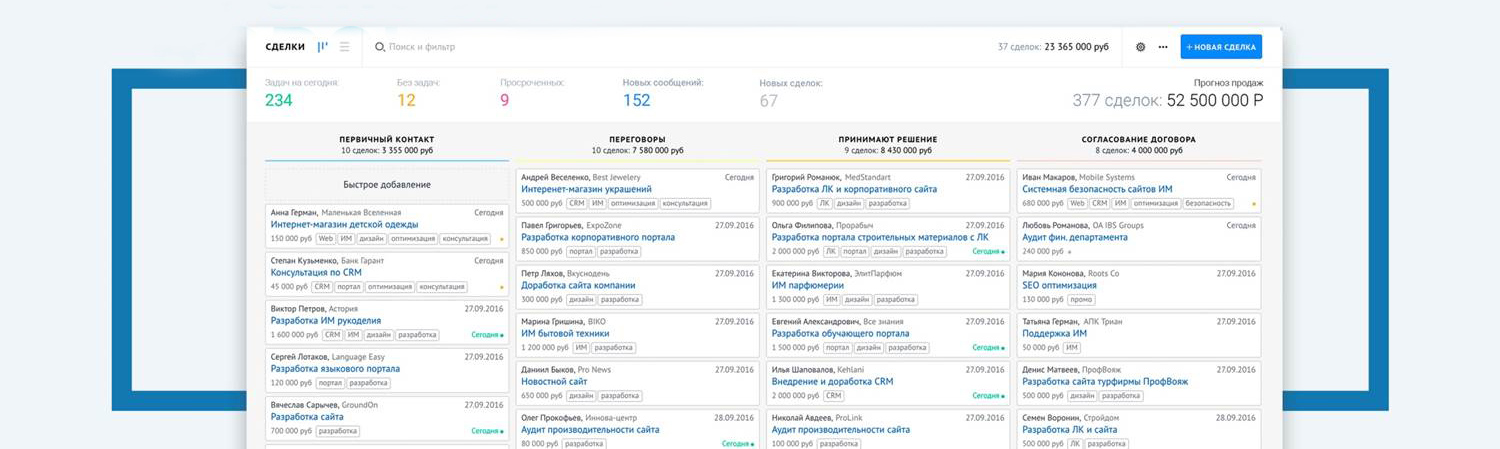 СДЕЛКИ
Поиск и фильтр
37 сделок: 23 365 000 руб
+ НОВАЯ СДЕЛКА
Задач на сегодня:
234
Без задач:
12
Просроченных:
9
Новых сообщений:
152
Новых сделок:
67
Прогноз продаж
377 сделок: 52 500 000 Р
ПЕРВИЧНЫЙ КОНТАКТ
10 сделок: 3 355 000 руб
Быстрое добавление
Анна Герман, Маленькая Вселенная Сегодня
Интернет-магазин детской одежды
150 000 руб Web ИМ дизайн оптимизация консультация
Степан Кузьменко, Банк Гарант Сегодня
Консультация по CRM
45 000 руб CRM портал оптимизация консультация
Виктор Петров, Астория 27.09.2016
Разработка ИМ рукоделия
1 600 000 руб CRM ИМ дизайн разработка Сегодня
Сергей Лотаков, Language Easy 27.09.2016
Разработка языкового портала
120 000 руб портал разработка
Вячеслав Сарычев, GroundOn 27.09.2016
Разработка сайта
700 000 руб разработка Сегодня
ПЕРЕГОВОРЫ
10 сделок: 7 580 000 руб
Андрей Веселенко, Best Jewelery Сегодня
Интеренет-магазин украшений
500 000 руб CRM ИМ оптимизация консультация
Павел Григорьев, ExpoZone 27.09.2016
Разработка корпоративного портала
850 000 руб портал разработка
Петр Ляхов, Вкуснодень 27.09.2016
Доработка сайта компании
300 000 руб дизайн разработка
Марина Гришина, BIKO 27.09.2016
ИМ бытовой техники
1 200 000 руб ИМ разработка
Даниил Быков, Pro News 27.09.2016
Новостной сайт
650 000 руб дизайн разработка
Олег Прокофьев, Иннова-центр 28.09.2016
Аудит производительности сайта
80 000 руб разработка Сегодня
ПРИНИМАЮТ РЕШЕНИЕ
9 сделок: 8 430 000 руб
Григорий Романюк, MedStandart 27.09.2016
Разработка ЛК и корпоративного сайта
900 000 руб ЛК дизайн разработка
Ольга Филипова, Прорабыч 27.09.2016
Разработка портала строительных материалов с ЛК
2 000 000 руб ЛК портал дизайн разработка Сегодня
Екатерина Викторова, ЭлитПарфюм 27.09.2016
ИМ парфюмерии
1 300 000 руб ИМ дизайн разработка
Евгений Александрович, Все знания 27.09.2016
Разработка обучающего портала
1 500 000 руб портал дизайн разработка Сегодня
Илья Шаповалов, Kehlani 27.09.2016
Внедрение и доработка CRM
2 000 000 руб CRM Сегодня
Николай Авдеев, ProLink 27.09.2016
Аудит производительности сайта
100 000 руб разработка
СОГЛАСОВАНИЕ ДОГОВОРА
8 сделок: 4 000 000 руб
Иван Макаров, Mobile Systems Сегодня
Системная безопасность сайтов ИМ
680 000 руб Web CRM ИМ оптимизация безопасность
Любовь Романова, OA IBS Groups Сегодня
Аудит фин. департамента
240 000 руб
Мария Кононова, Roots Co 27.09.2016
SEO оптимизация
130 000 руб промо
Татьяна Герман, АПК Триан 27.09.2016
Поддержка ИМ
50 000 руб ИМ
Денис Матвеев, ПрофВояж 27.09.2016
Разработка сайта турфирмы ПрофВояж
500 000 руб дизайн разработка
Семен Воронин, Стройдом 28.09.2016
Разработка ЛК и сайта
500 000 руб ЛК разработка